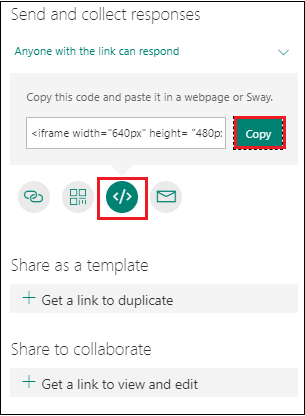 Send and collect responses
Anyone with the link can respond
Copy this code and paste it in a webpage or Sway.
<iframe width="640px" height= "480px
Copy
</>
Share as a template
+ Get a link to duplicate
Share to collaborate
+ Get a link to view and edit